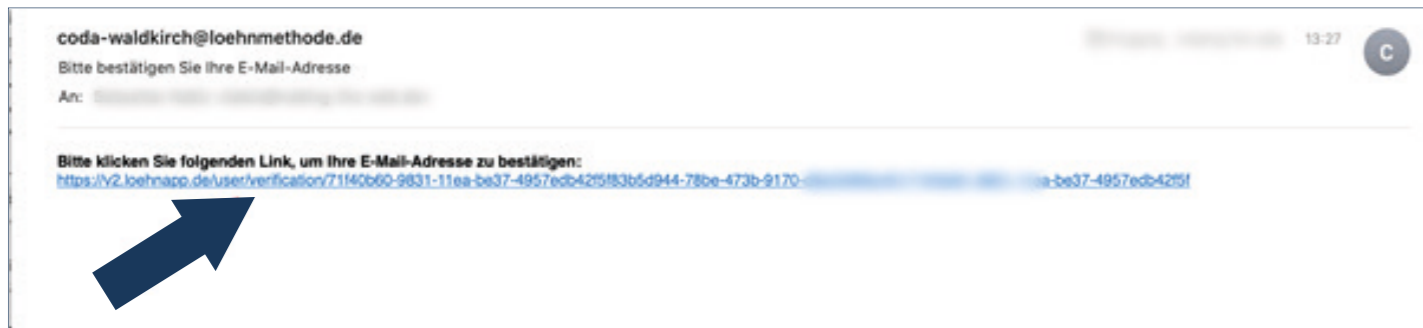 coda-waldkirch@loehnmethode.de
13:27
C
Bitte bestätigen Sie Ihre E-Mail-Adresse
An:
Bitte klicken Sie folgenden Link, um Ihre E-Mail-Adresse zu bestätigen:
https://v2.loehnapp.de/user/verification/71f40b60-9831-11ea-be37-4957edb42f5f83b5d944-78be-473b-9170- a-be37-4957edb42f5f